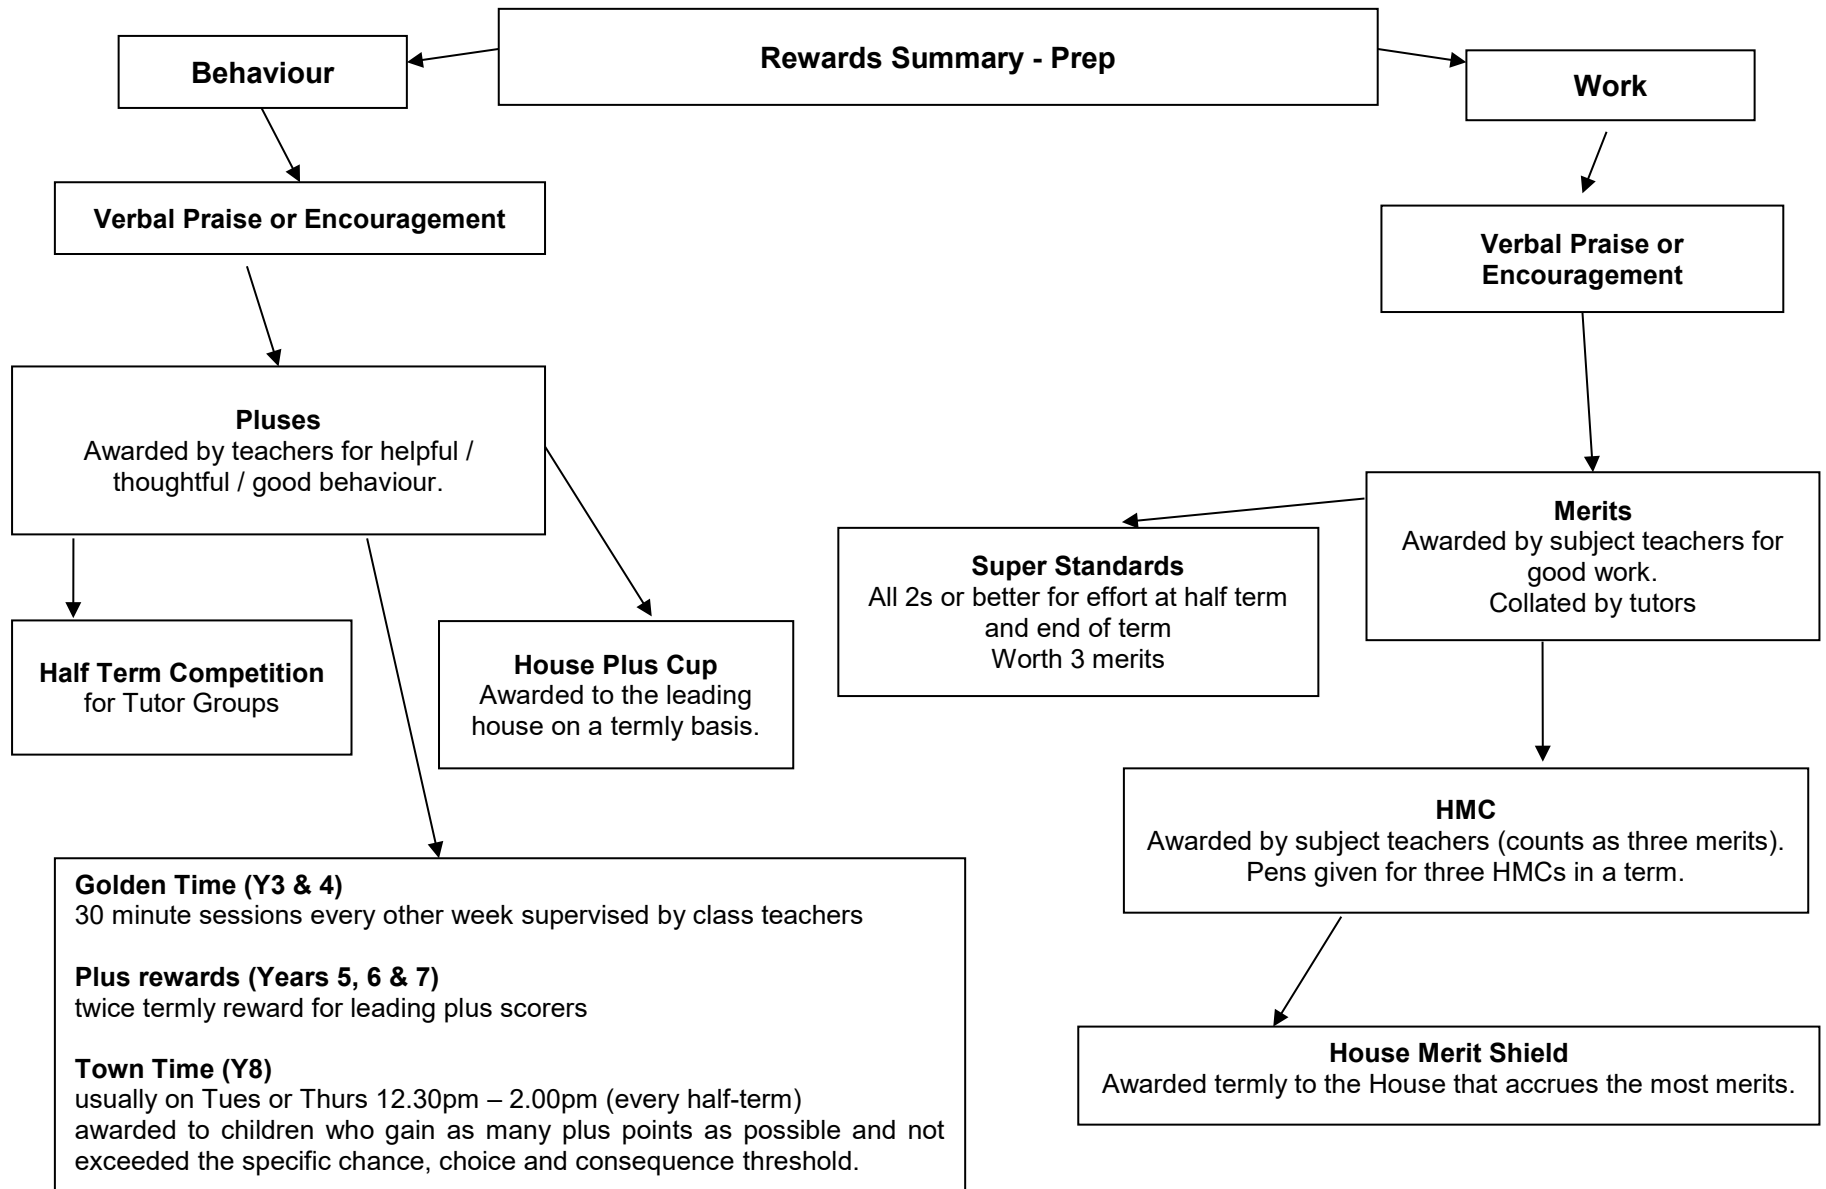 Rewards Summary - Prep
Behaviour
Work
Verbal Praise or Encouragement
Verbal Praise or
Encouragement
Pluses
Awarded by teachers for helpful /
thoughtful / good behaviour.
Merits
Awarded by subject teachers for
good work.
Collated by tutors
Super Standards
All 2s or better for effort at half term
and end of term
Worth 3 merits
Half Term Competition
for Tutor Groups
House Plus Cup
Awarded to the leading
house on a termly basis.
HMC
Awarded by subject teachers (counts as three merits).
Pens given for three HMCs in a term.
Golden Time (Y3 & 4)
30 minute sessions every other week supervised by class teachers
Plus rewards (Years 5, 6 & 7)
twice termly reward for leading plus scorers
Town Time (Y8)
usually on Tues or Thurs 12.30pm – 2.00pm (every half-term)
awarded to children who gain as many plus points as possible and not
exceeded the specific chance, choice and consequence threshold.
House Merit Shield
Awarded termly to the House that accrues the most merits.